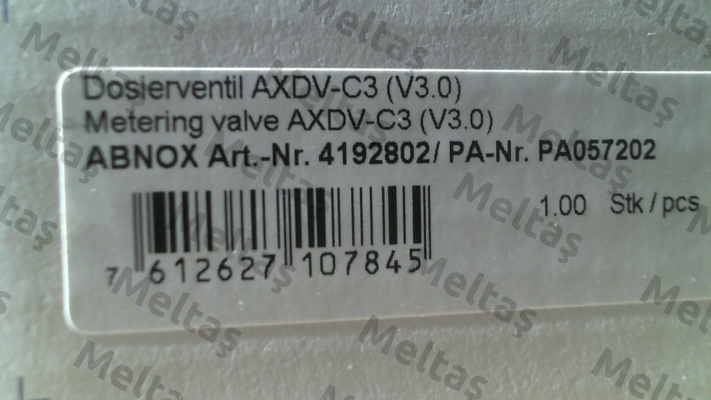 Dosierventil AXDV-C3 (V3.0)
Metering valve AXDV-C3 (V3.0)
ABNOX Art.-Nr. 4192802/ PA-Nr. PA057202
1.00 Stk / pcs
7 612627 107845
Meltaş